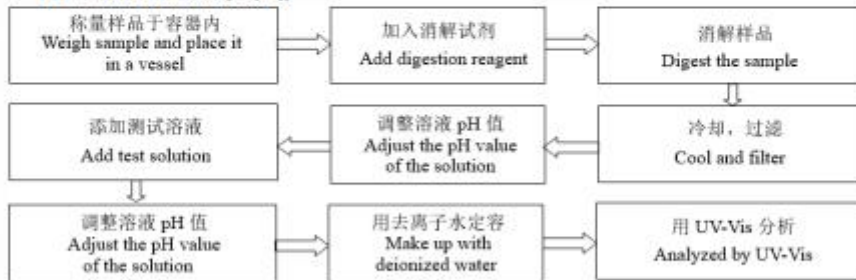 称量样品于容器内
Weigh sample and place it
in a vessel
加入消解试剂
Add digestion reagent
消解样品
Digest the sample
冷却，过滤
Cool and filter
调整溶液 pH 值
Adjust the pH value
of the solution
添加测试溶液
Add test solution
调整溶液 pH 值
Adjust the pH value
of the solution
用去离子水定容
Make up with
deionized water
用 UV-Vis 分析
Analyzed by UV-Vis